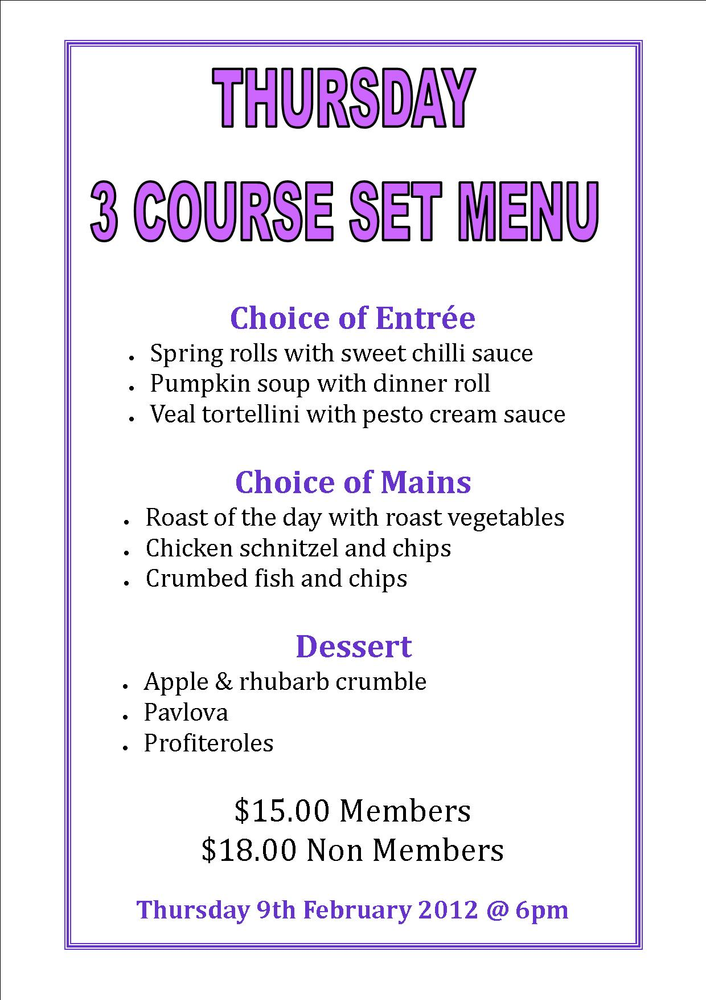 THURSDAY
3 COURSE SET MENU
Choice of Entrée
• Spring rolls with sweet chilli sauce
• Pumpkin soup with dinner roll
• Veal tortellini with pesto cream sauce
Choice of Mains
• Roast of the day with roast vegetables
• Chicken schnitzel and chips
• Crumbed fish and chips
Dessert
• Apple & rhubarb crumble
• Pavlova
• Profiteroles
$15.00 Members
$18.00 Non Members
Thursday 9th February 2012 @ 6pm